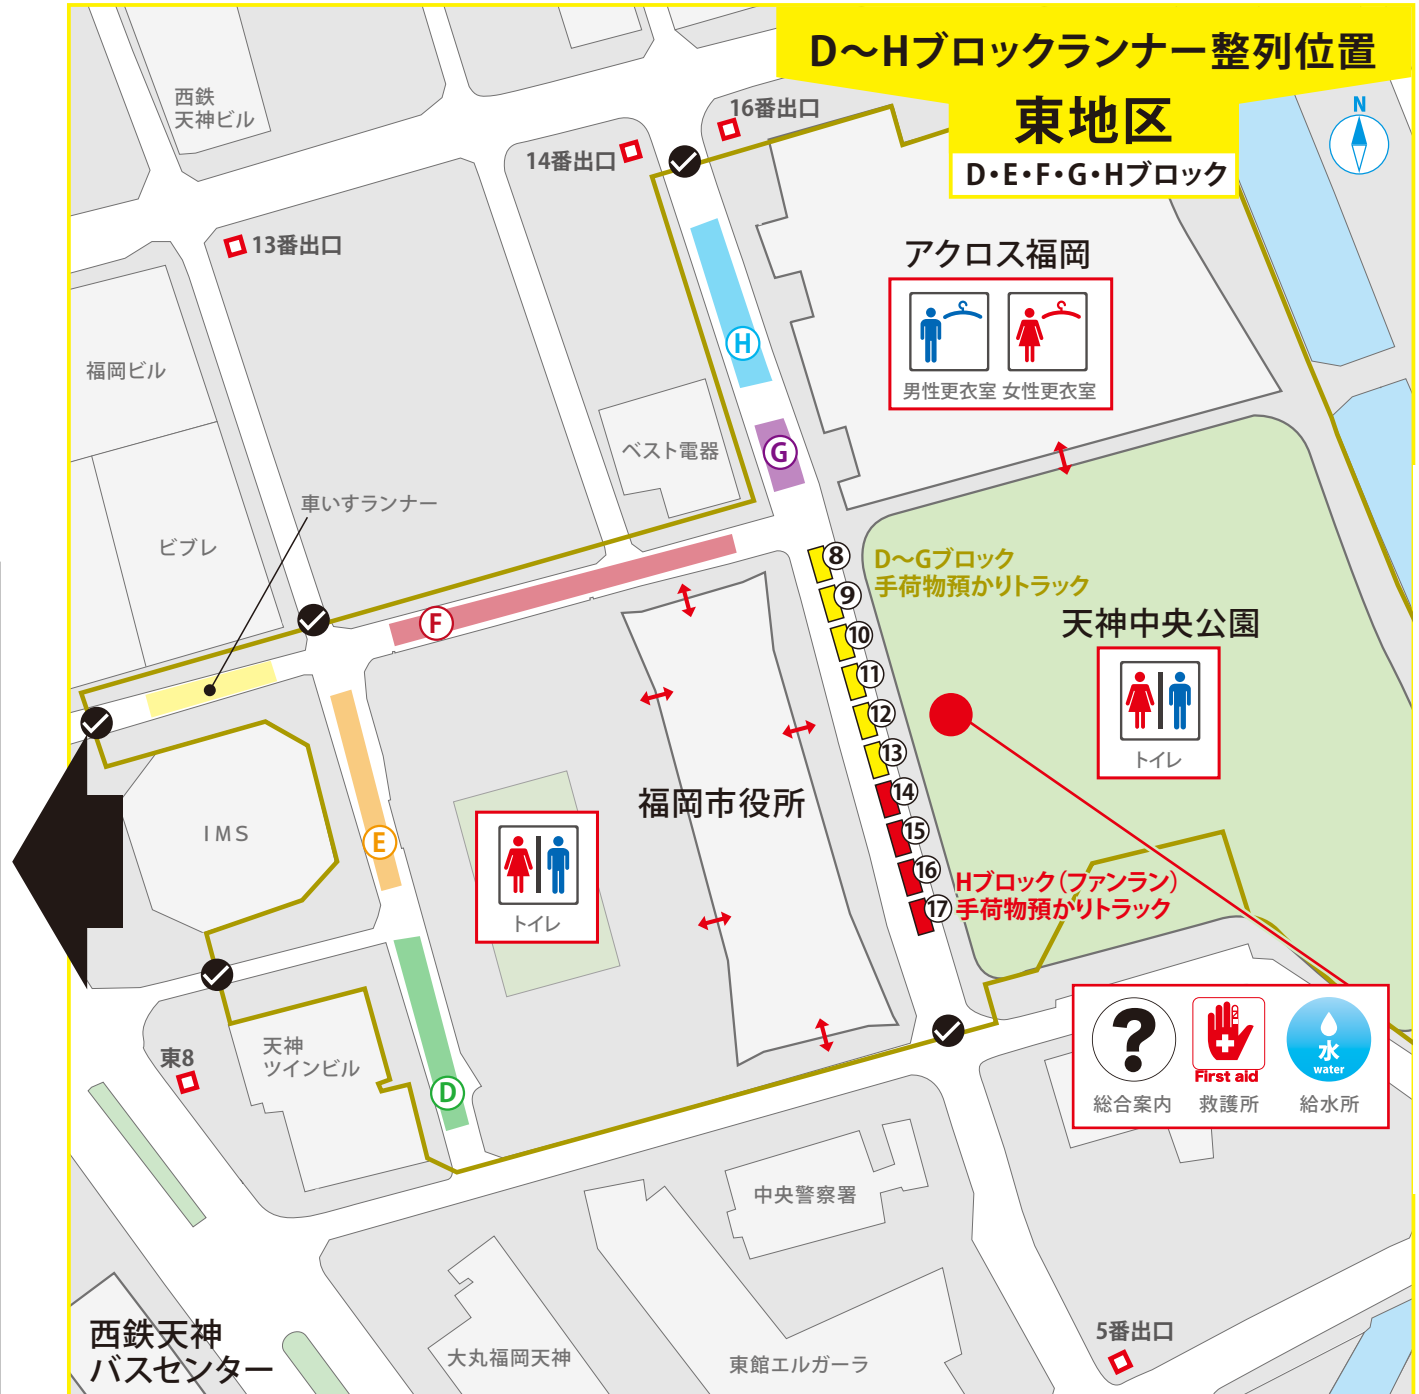 D～Hブロックランナー整列位置
東地区
D・E・F・G・Hブロック
N
西鉄
天神ビル
16番出口
14番出口
13番出口
アクロス福岡
男性更衣室
女性更衣室
H
福岡ビル
ベスト電器
G
車いすランナー
ビブレ
8
D～Gブロック
手荷物預かりトラック
9
F
10
天神中央公園
11
12
13
トイレ
14
福岡市役所
IMS
E
15
16
Hブロック（ファンラン）
手荷物預かりトラック
17
トイレ
天神
ツインビル
東8
D
?
First aid
水
water
総合案内
救護所
給水所
中央警察署
西鉄天神
バスセンター
大丸福岡天神
東館エルガーラ
5番出口